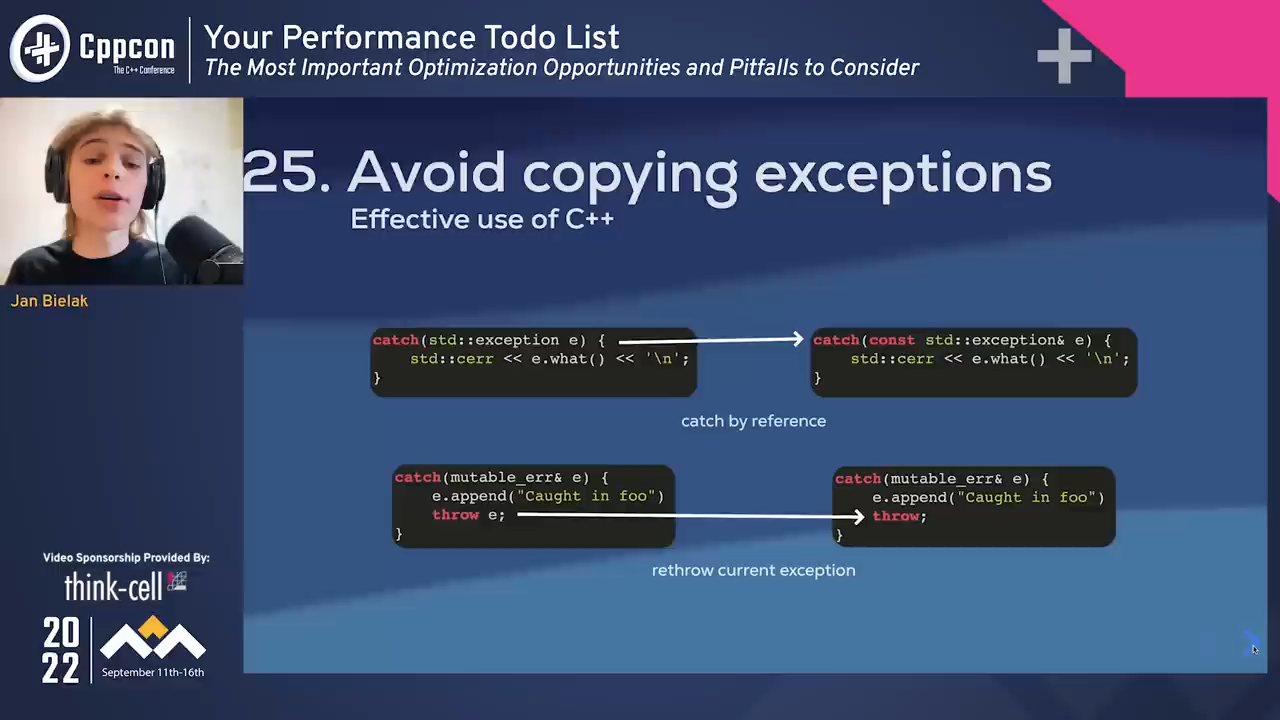 Cppcon
The C++ Conference
Your Performance Todo List
The Most Important Optimization Opportunities and Pitfalls to Consider
Jan Bielak
25. Avoid copying exceptions
Effective use of C++
catch(std::exception e) {
std::cerr << e.what() << '\n';
}
catch(const std::exception& e) {
std::cerr << e.what() << '\n';
}
catch by reference
catch(mutable_err& e) {
e.append("Caught in foo")
throw e;
}
catch(mutable_err& e) {
e.append("Caught in foo")
throw;
}
rethrow current exception
Video Sponsorship Provided By:
think-cell
20
22
September 11th-16th